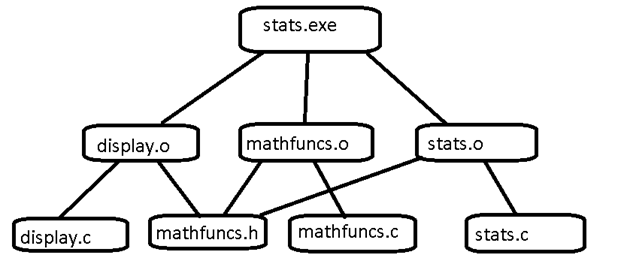 stats.exe
display.o
mathfuncs.o
stats.o
display.c
mathfuncs.h
mathfuncs.c
stats.c